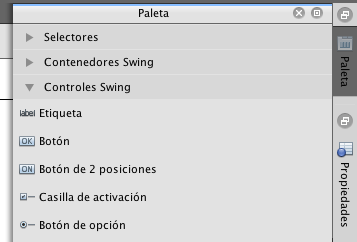 Paleta
Selectores
Contenedores Swing
Controles Swing
label Etiqueta
OK Botón
ON Botón de 2 posiciones
Casilla de activación
Botón de opción
Paleta
Propiedades